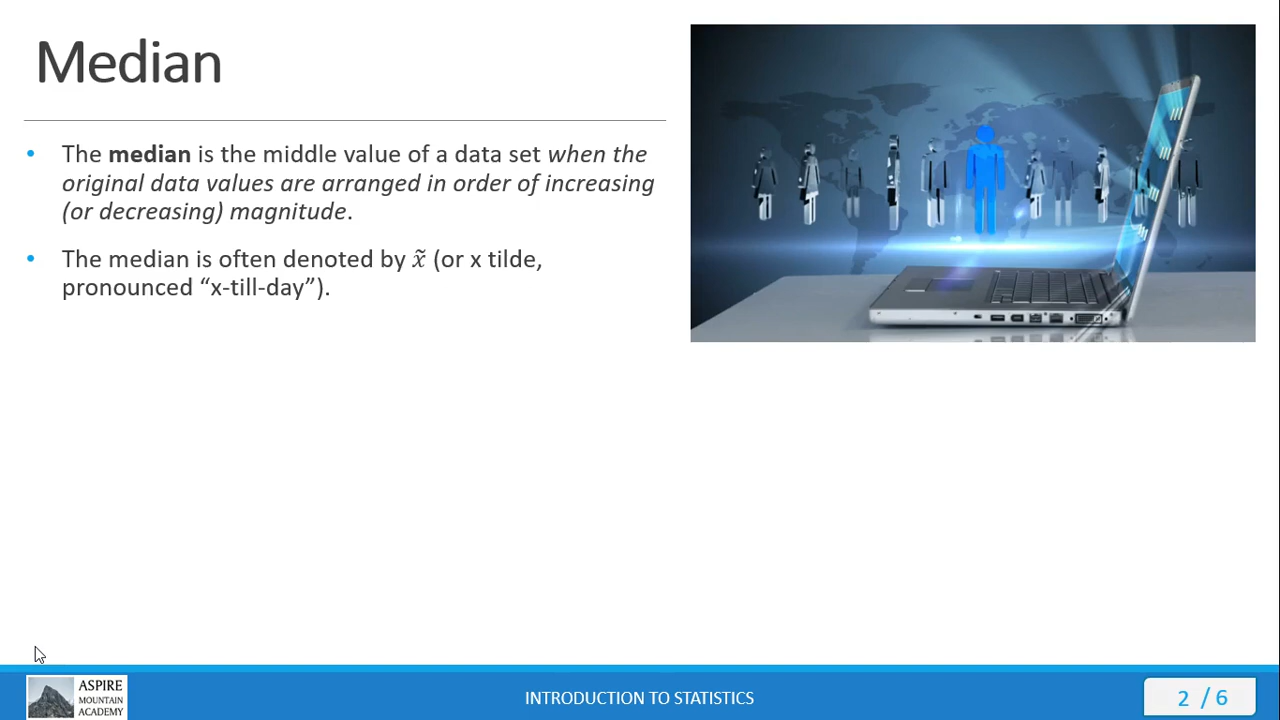 Median
• The median is the middle value of a data set when the
original data values are arranged in order of increasing
(or decreasing) magnitude.
• The median is often denoted by x̃ (or x tilde,
pronounced “x-till-day”).
ASPIRE
MOUNTAIN
ACADEMY
INTRODUCTION TO STATISTICS
2 / 6